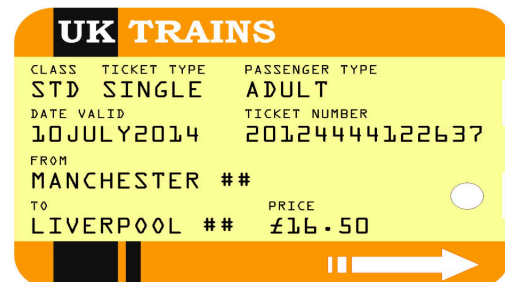 UK TRAINS
CLASS TICKET TYPE PASSENGER TYPE
STD SINGLE ADULT
DATE VALID TICKET NUMBER
10JULY2014 20124444122637
FROM
MANCHESTER ##
TO PRICE
LIVERPOOL ## £16.50